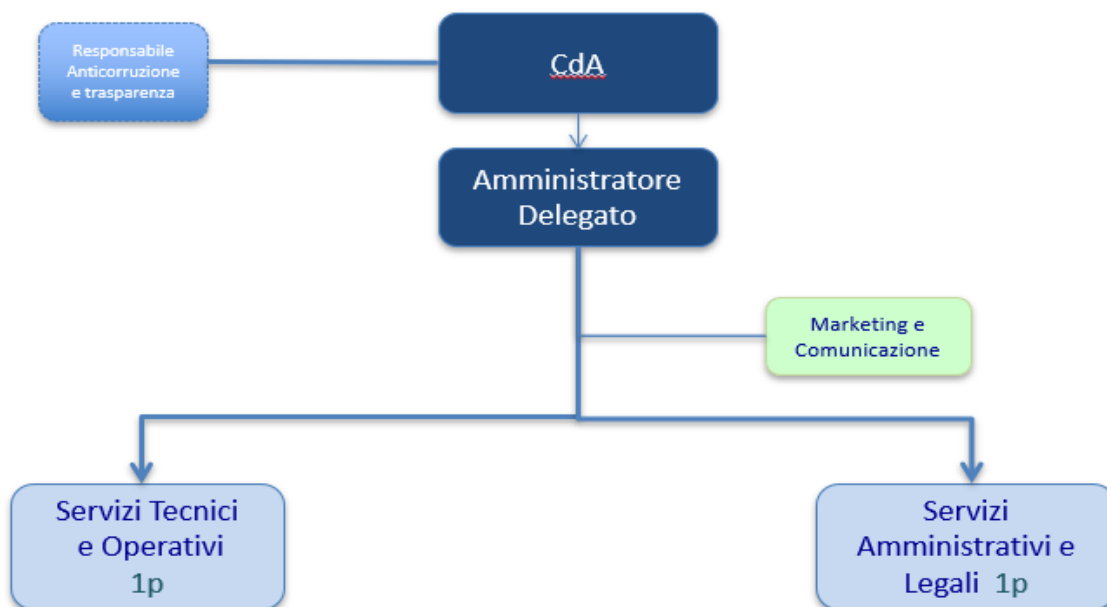 Responsabile
Anticorruzione
e trasparenza
CdA
Amministratore
Delegato
Marketing e
Comunicazione
Servizi Tecnici
e Operativi
1p
Servizi
Amministrativi e
Legali 1p